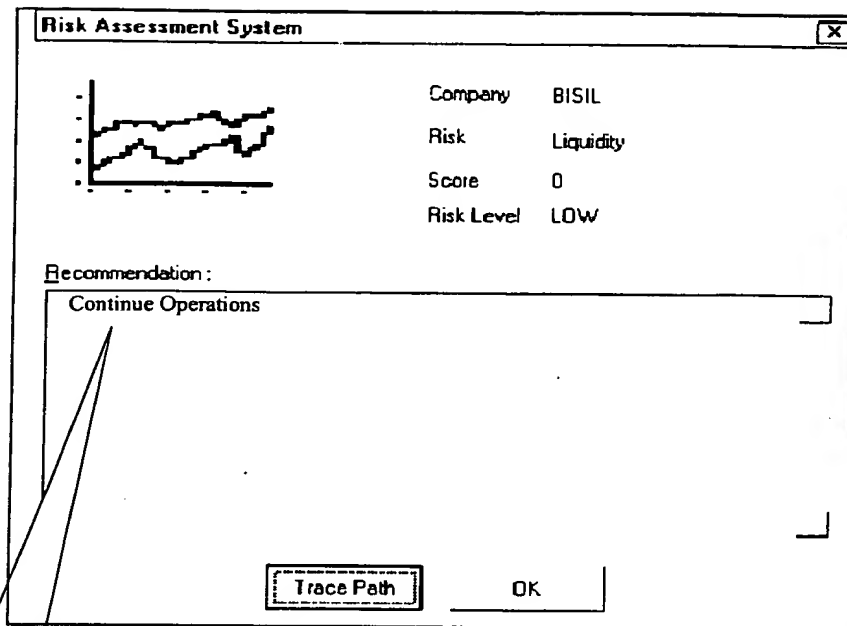 Risk Assessment System
Company BISIL
Risk Liquidity
Score 0
Risk Level LOW
Recommendation :
Continue Operations
Trace Path OK